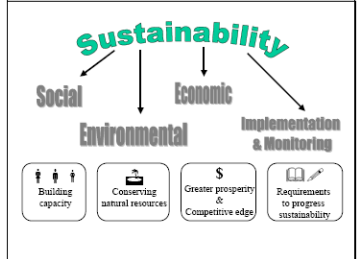 Sustainability
Social
Economic
Environmental
Implementation
& Monitoring
Building
capacity
Conserving
natural resources
$
Greater prosperity
&
Competitive edge
Requirements
to progress
sustainability